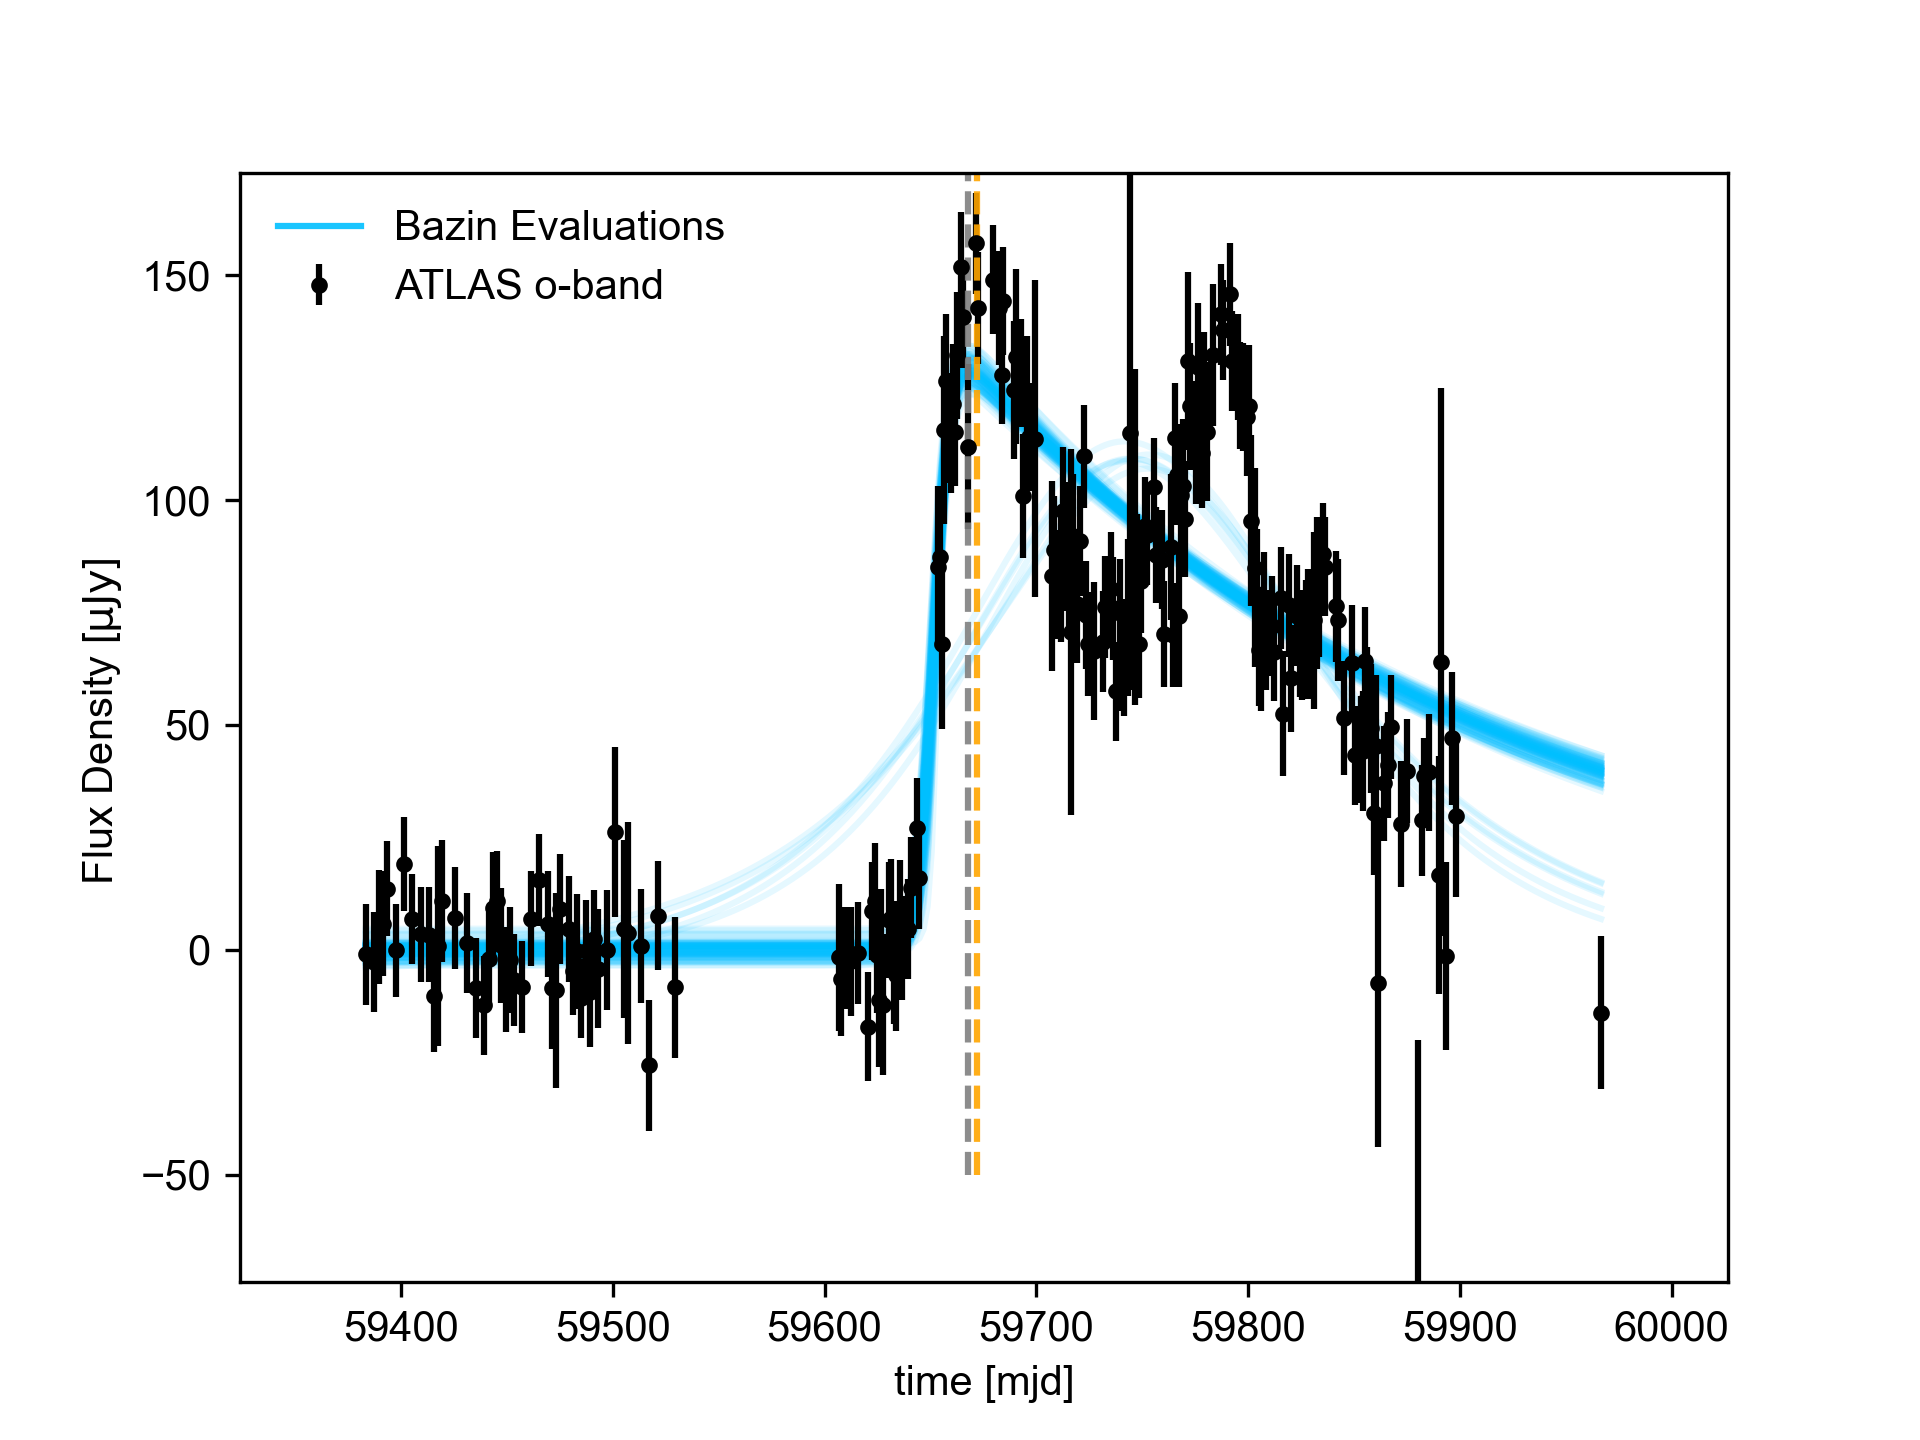 Bazin Evaluations
ATLAS o-band
150
100
50
0
−50
Flux Density [µJy]
59400 59500 59600 59700 59800 59900 60000
time [mjd]